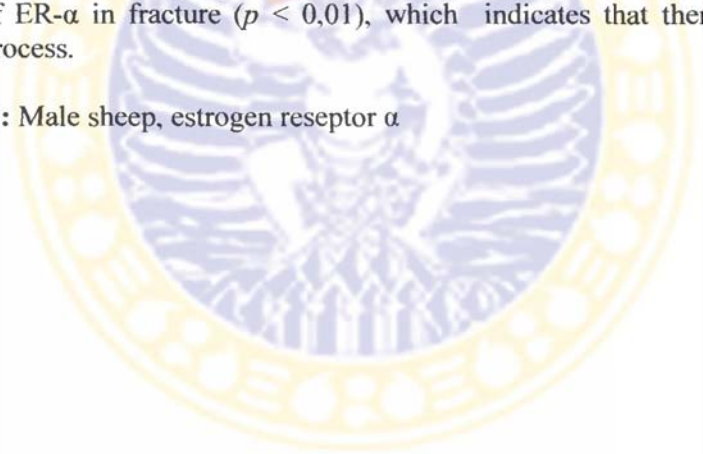 f ER-α in fracture (p < 0,01), which indicates that ther
rocess.
: Male sheep, estrogen reseptor α